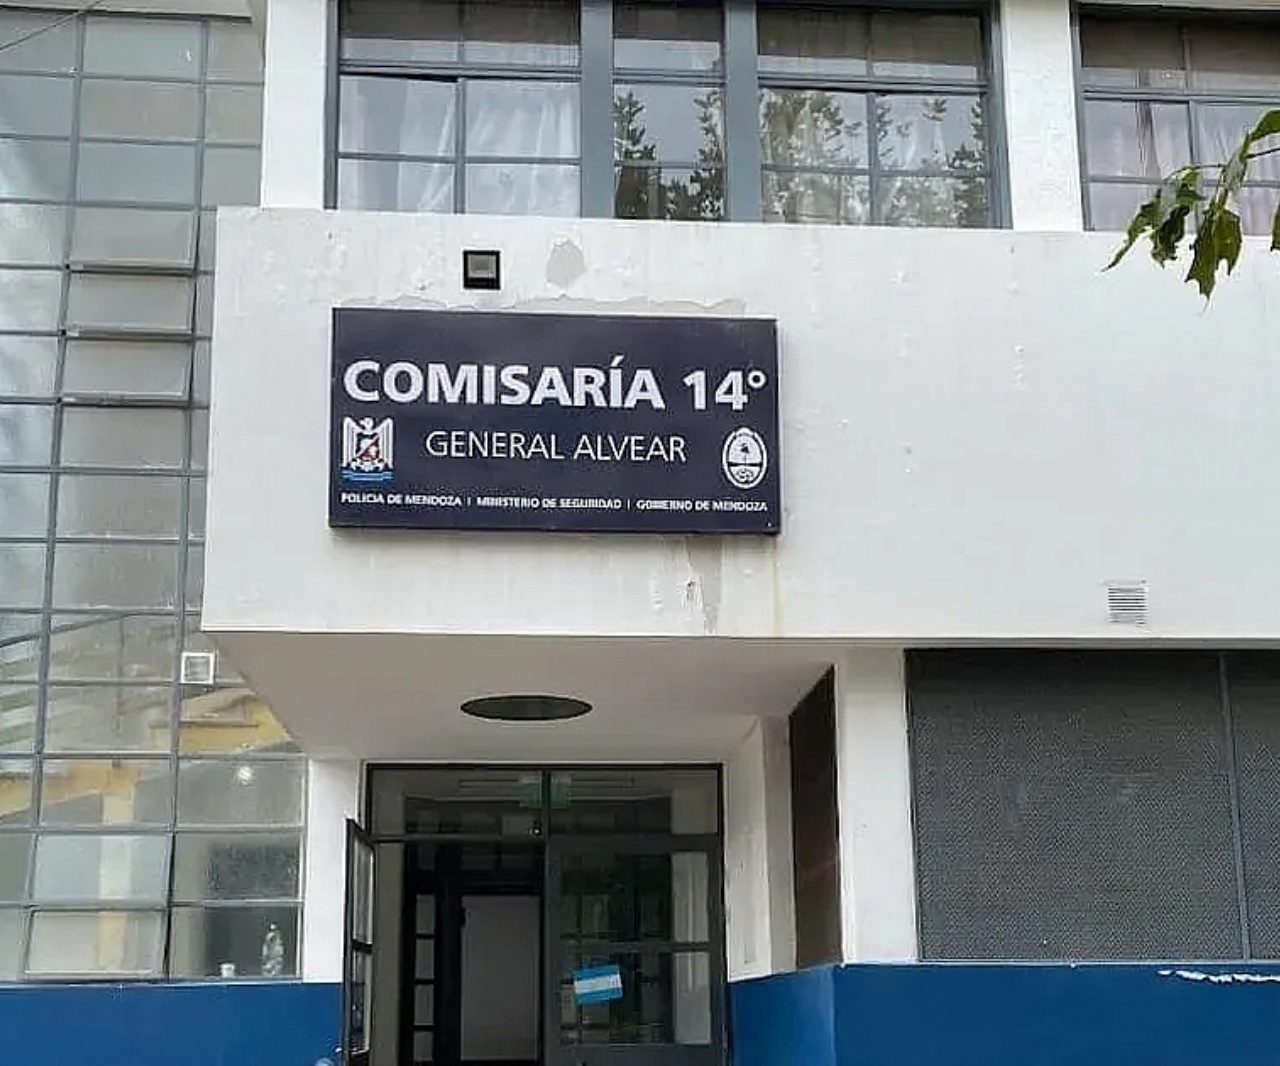 COMISARÍA 14°
GENERAL ALVEAR
POLICIA DE MENDOZA | MINISTERIO DE SEGURIDAD | GOBIERNO DE MENDOZA